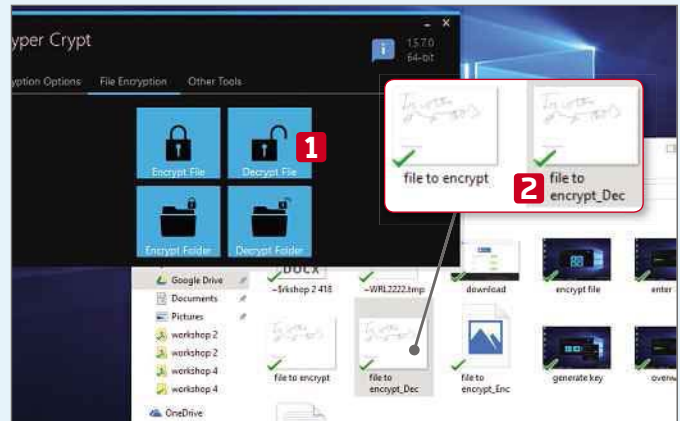 yper Crypt
15.7.0
64-bit
yption Options File Encryption Other Tools
Encrypt File
Decrypt File
1
Encrypt Folder
Decrypt Folder
file to encrypt
2
file to
encrypt_Dec
Google Drive
Documents
Pictures
workshop 2
workshop 2
workshop 4
workshop 4
OneDrive
DOCX
~$rkshop 2 418
~WRL2222.tmp
download
encrypt file
enter
file to encrypt
file to
encrypt_Dec
file to
encrypt_Enc
generate key
overw